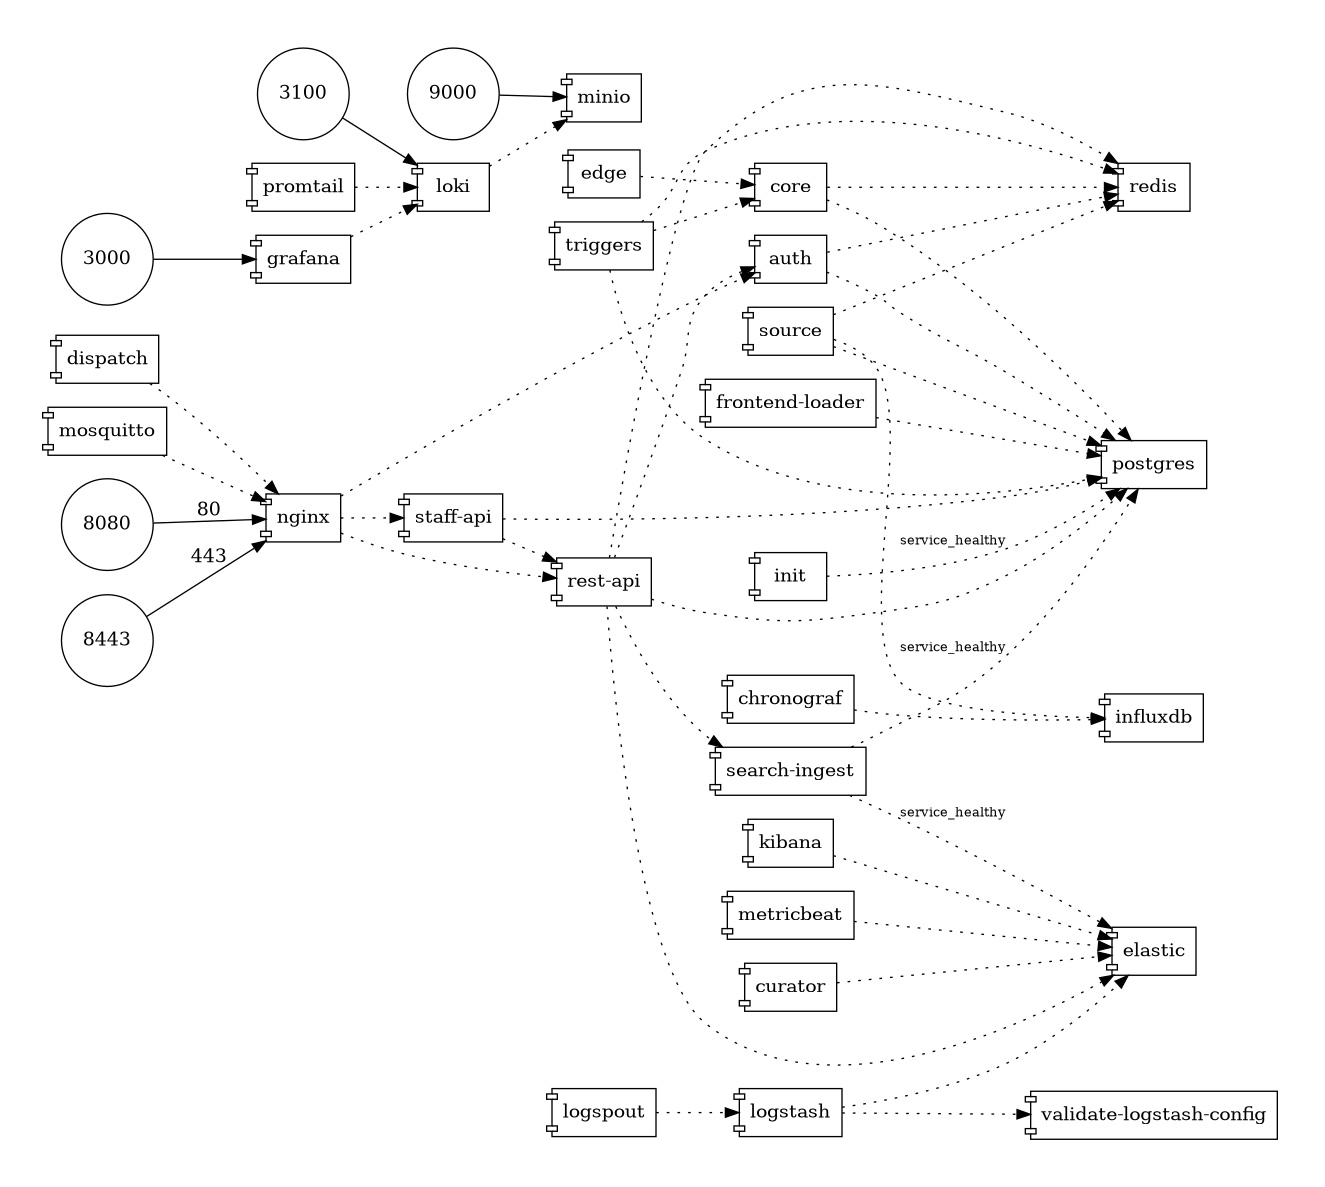 3100
9000
minio
edge
promtail
loki
core
redis
3000
grafana
triggers
auth
source
dispatch
frontend-loader
mosquitto
postgres
8080
80
nginx
staff-api
443
service_healthy
rest-api
init
8443
service_healthy
chronograf
influxdb
search-ingest
service_healthy
kibana
metricbeat
elastic
curator
logspout
logstash
validate-logstash-config